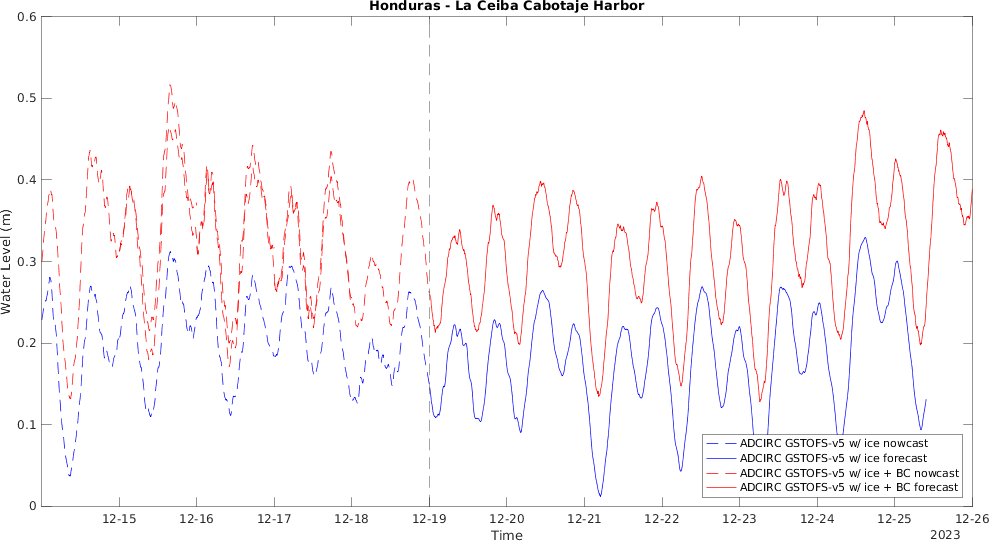 Honduras - La Ceiba Cabotaje Harbor
0.6
0.5
0.4
0.3
0.2
0.1
0
Water Level (m)
ADCIRC GSTOFS-v5 w/ ice nowcast
ADCIRC GSTOFS-v5 w/ ice forecast
ADCIRC GSTOFS-v5 w/ ice + BC nowcast
ADCIRC GSTOFS-v5 w/ ice + BC forecast
12-15 12-16 12-17 12-18 12-19 12-20 12-21 12-22 12-23 12-24 12-25 12-26
Time 2023